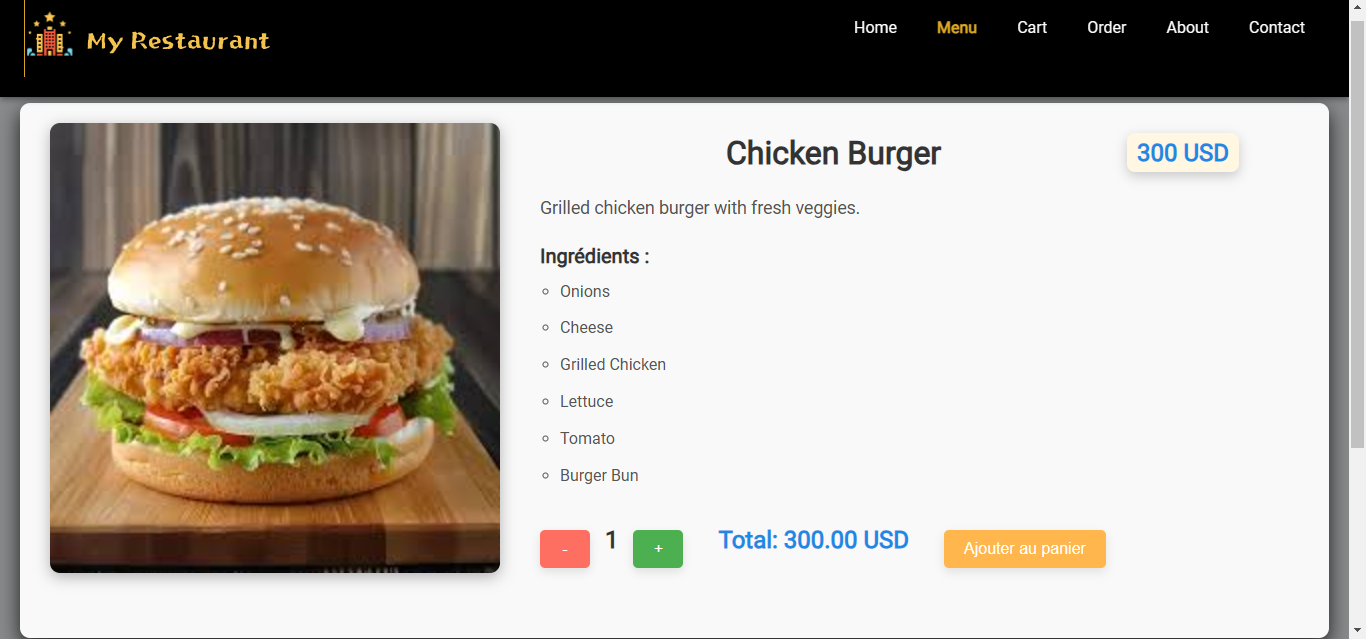 My Restaurant
Home Menu Cart Order About Contact
Chicken Burger 300 USD
Grilled chicken burger with fresh veggies.
Ingrédients :
Onions
Cheese
Grilled Chicken
Lettuce
Tomato
Burger Bun
- 1 + Total: 300.00 USD Ajouter au panier